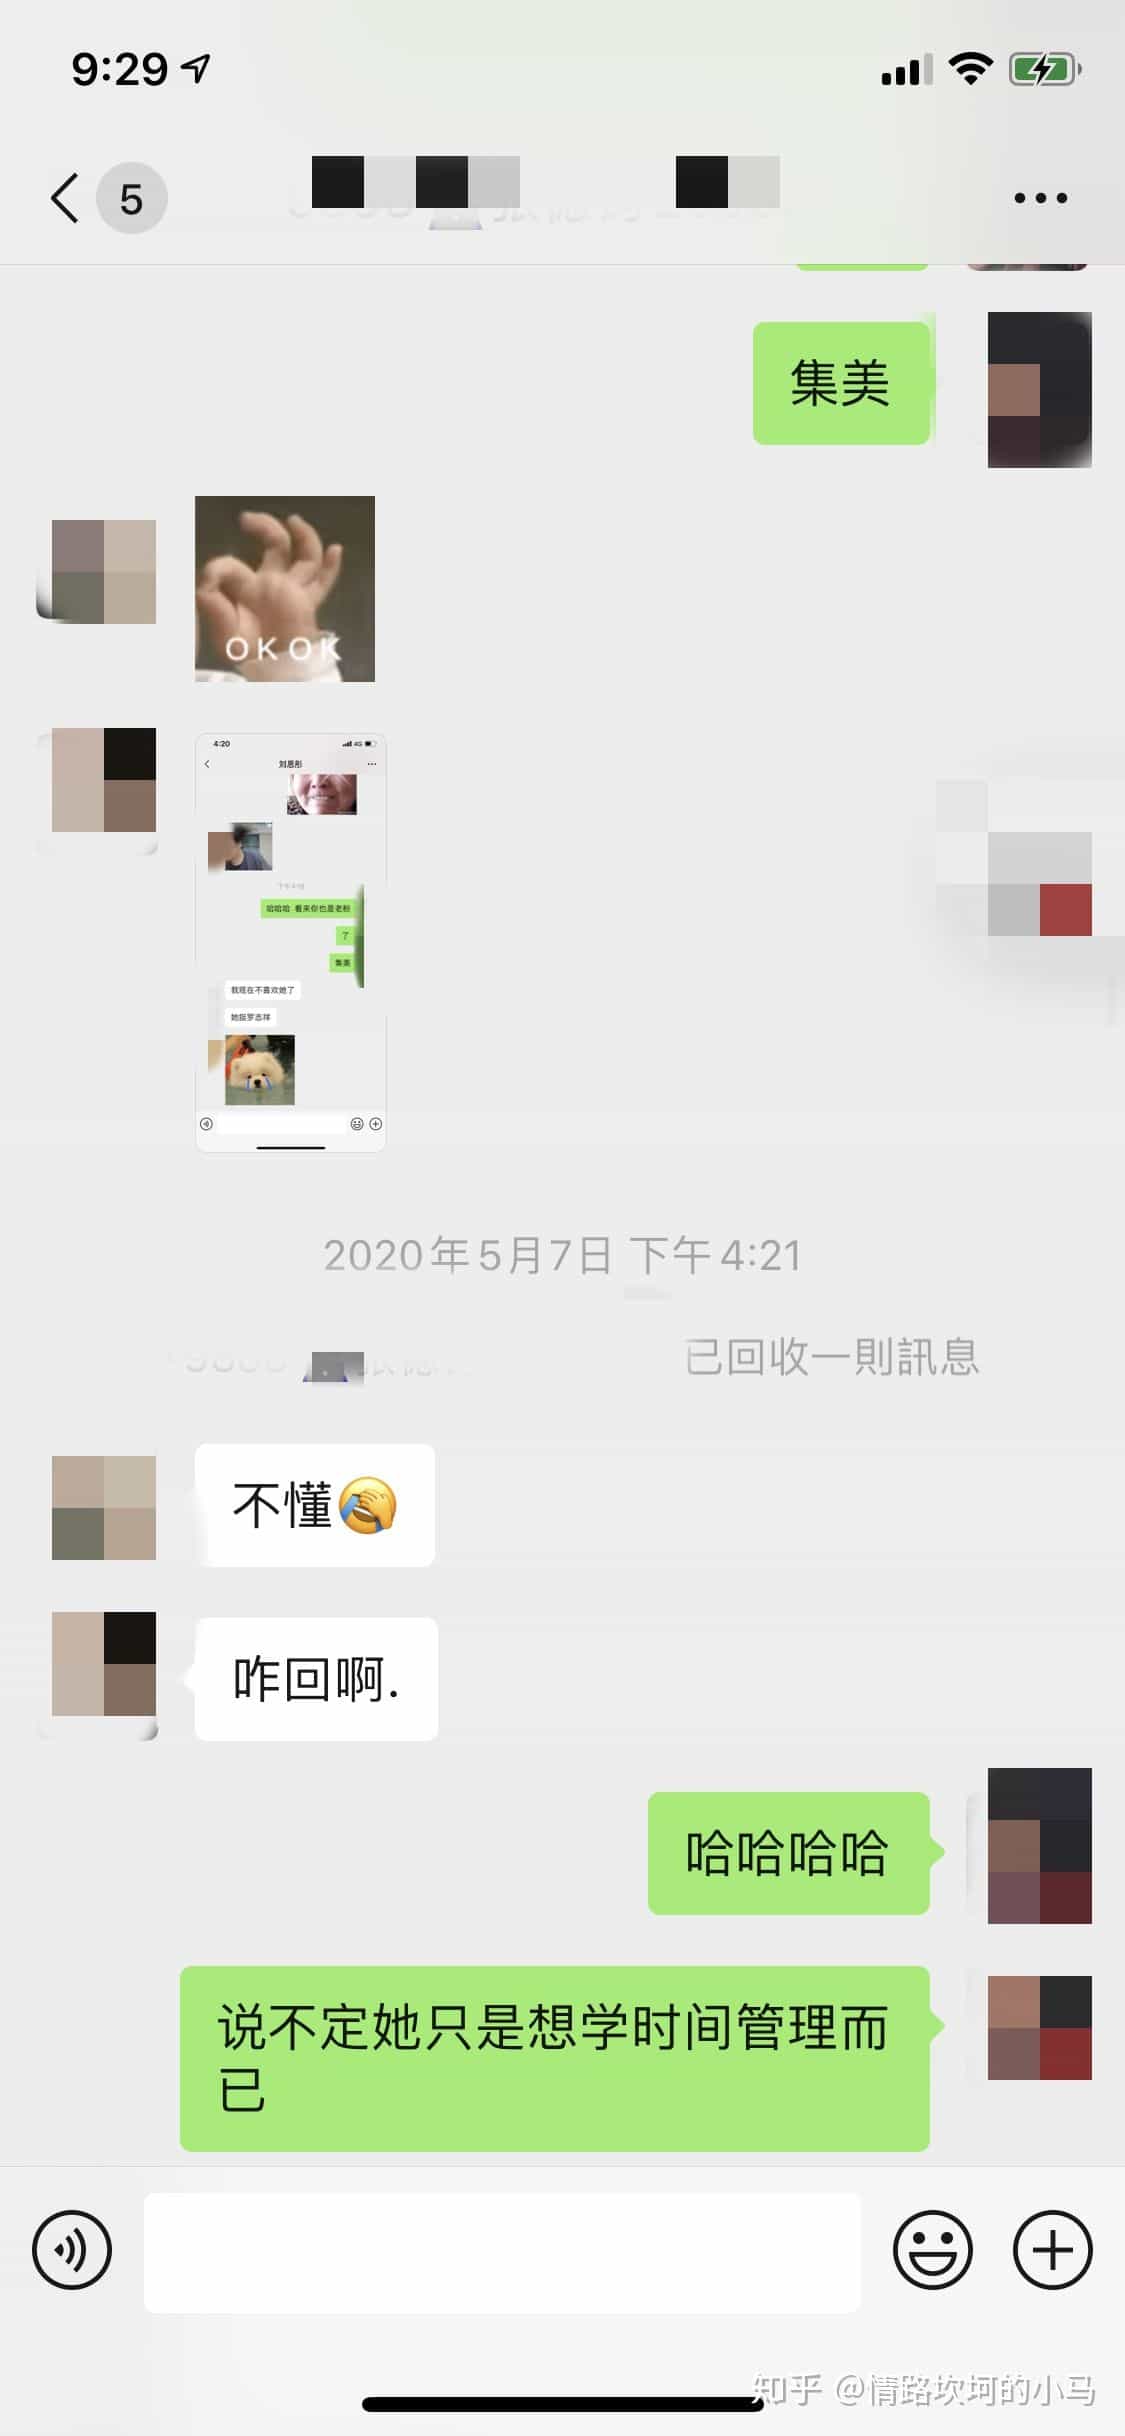 9:29
5
集美
OKOK
4:20
4G
刘恩彤
哈哈哈 看来你也是老粉
了
集美
我现在不喜欢她了
她挺罗志祥
2020年5月7日 下午4:21
已回收一則訊息
不懂🤦
咋回啊.
哈哈哈哈
说不定她只是想学时间管理而
已
知乎 @情路坎坷的小马